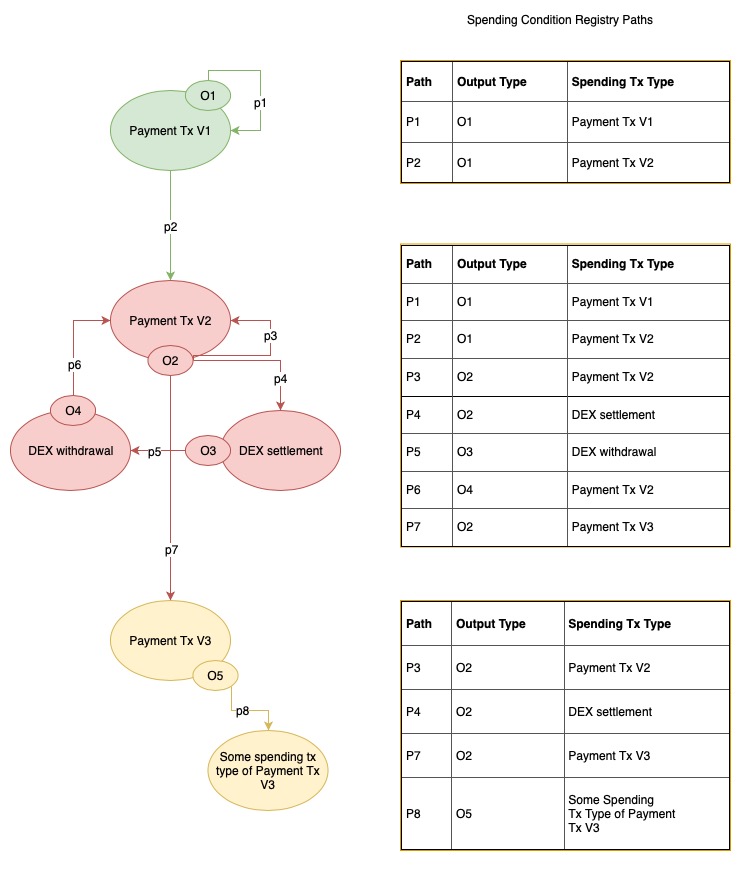 Spending Condition Registry Paths
O1
p1
Payment Tx V1
p2
Payment Tx V2
p3
O2
p6
p4
O4
DEX withdrawal
p5
O3
DEX settlement
p7
Payment Tx V3
O5
p8
Some spending tx
type of Payment Tx
V3
Path Output Type Spending Tx Type
P1 O1 Payment Tx V1
P2 O1 Payment Tx V2
Path Output Type Spending Tx Type
P1 O1 Payment Tx V1
P2 O1 Payment Tx V2
P3 O2 Payment Tx V2
P4 O2 DEX settlement
P5 O3 DEX withdrawal
P6 O4 Payment Tx V2
P7 O2 Payment Tx V3
Path Output Type Spending Tx Type
P3 O2 Payment Tx V2
P4 O2 DEX settlement
P7 O2 Payment Tx V3
P8 O5 Some Spending
Tx Type of Payment
Tx V3